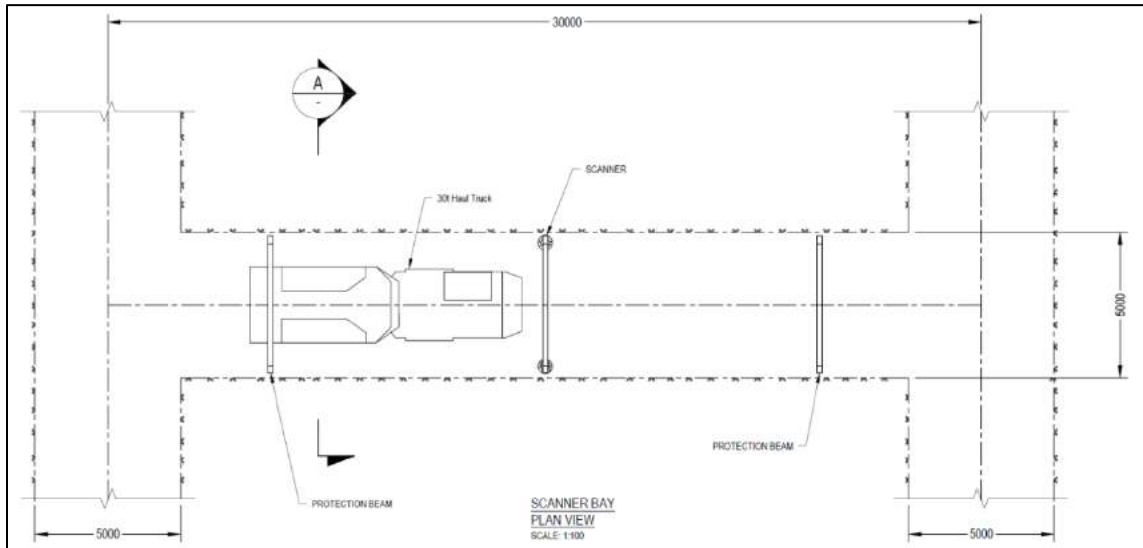 30000
A
-
SCANNER
30t Haul Truck
5000
PROTECTION BEAM
PROTECTION BEAM
SCANNER BAY
PLAN VIEW
SCALE: 1:100
5000
5000